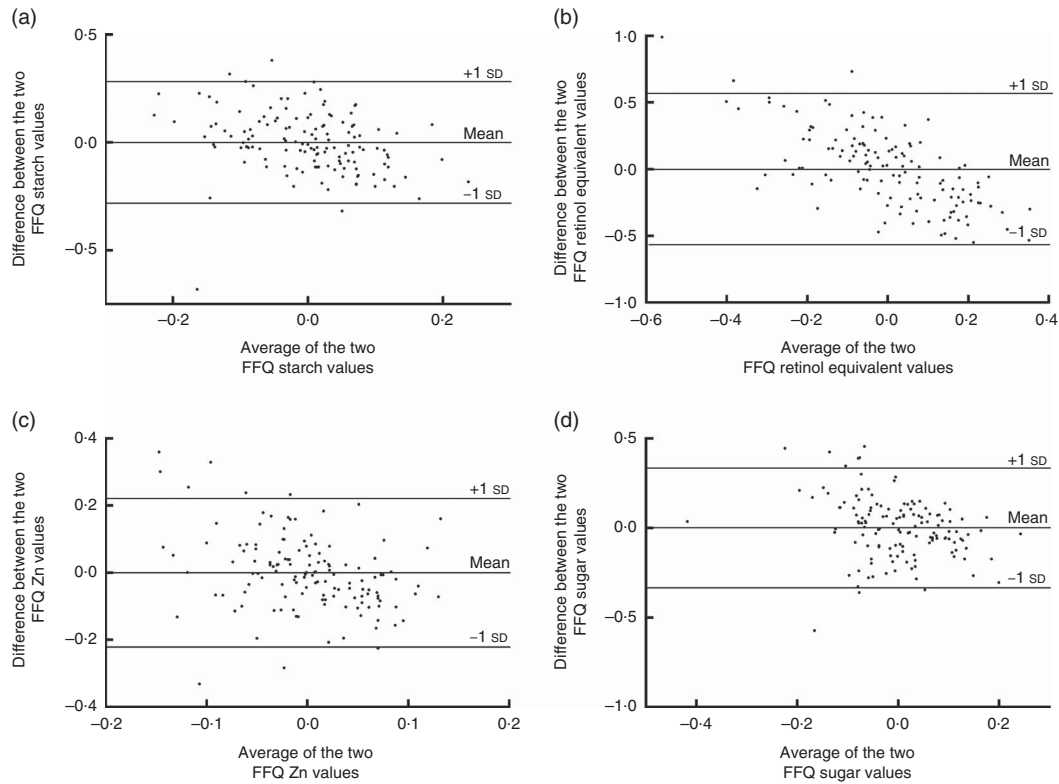 (a)
0·5
0·0
−0·5
−0·2
0·0
0·2
+1 SD
Mean
−1 SD
Difference between the two
FFQ starch values
Average of the two
FFQ starch values
(b)
1·0
0·5
0·0
−0·5
−1·0
−0·6
−0·4
−0·2
0·0
0·2
0·4
+1 SD
Mean
−1 SD
Difference between the two
FFQ retinol equivalent values
Average of the two
FFQ retinol equivalent values
(c)
0·4
0·2
0·0
−0·2
−0·4
−0·2
−0·1
0·0
0·1
0·2
+1 SD
Mean
−1 SD
Difference between the two
FFQ Zn values
Average of the two
FFQ Zn values
(d)
0·5
0·0
−0·5
−1·0
−0·4
−0·2
0·0
0·2
+1 SD
Mean
−1 SD
Difference between the two
FFQ sugar values
Average of the two
FFQ sugar values